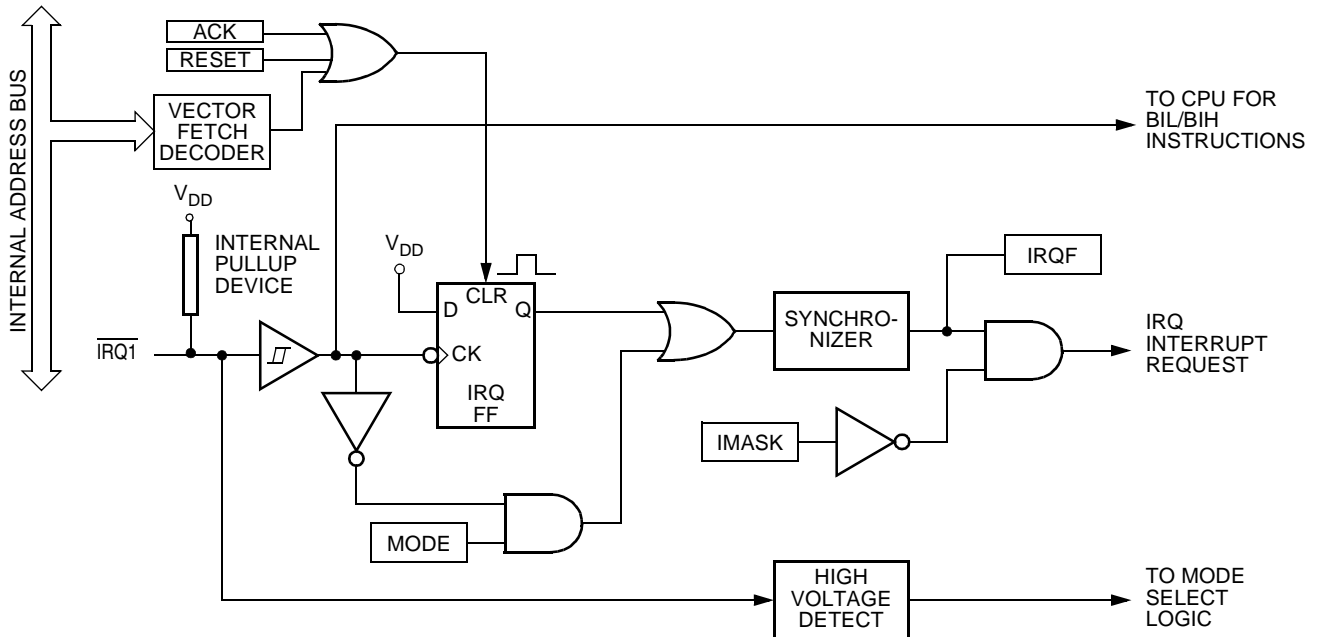 INTERNAL ADDRESS BUS
ACK
RESET
VECTOR
FETCH
DECODER
TO CPU FOR
BIL/BIH
INSTRUCTIONS
VDD
INTERNAL
PULLUP
DEVICE
VDD
CLR
D
Q
CK
IRQ
FF
IRQ1
SYNCHRO-
NIZER
IRQF
IRQ
INTERRUPT
REQUEST
IMASK
MODE
HIGH
VOLTAGE
DETECT
TO MODE
SELECT
LOGIC